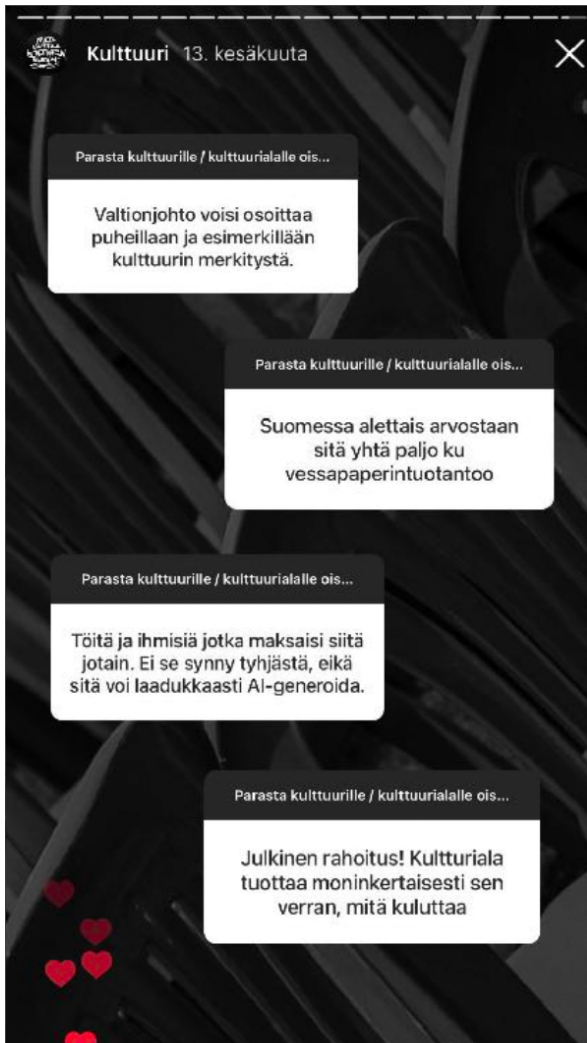 Kulttuuri 13. kesäkuuta
Parasta kulttuurille / kulttuurialalle ois...
Valtionjohto voisi osoittaa
puheillaan ja esimerkillään
kulttuurin merkitystä.
Parasta kulttuurille / kulttuurialalle ois...
Suomessa alettais arvostaan
sitä yhtä paljo ku
vessapaperintuotantoo
Parasta kulttuurille / kulttuurialalle ois...
Töitä ja ihmisiä jotka maksaisi siitä
jotain. Ei se synny tyhjästä, eikä
sitä voi laadukkaasti AI-generoida.
Parasta kulttuurille / kulttuurialalle ois...
Julkinen rahoitus! Kultturiala
tuottaa moninkertaisesti sen
verran, mitä kuluttaa